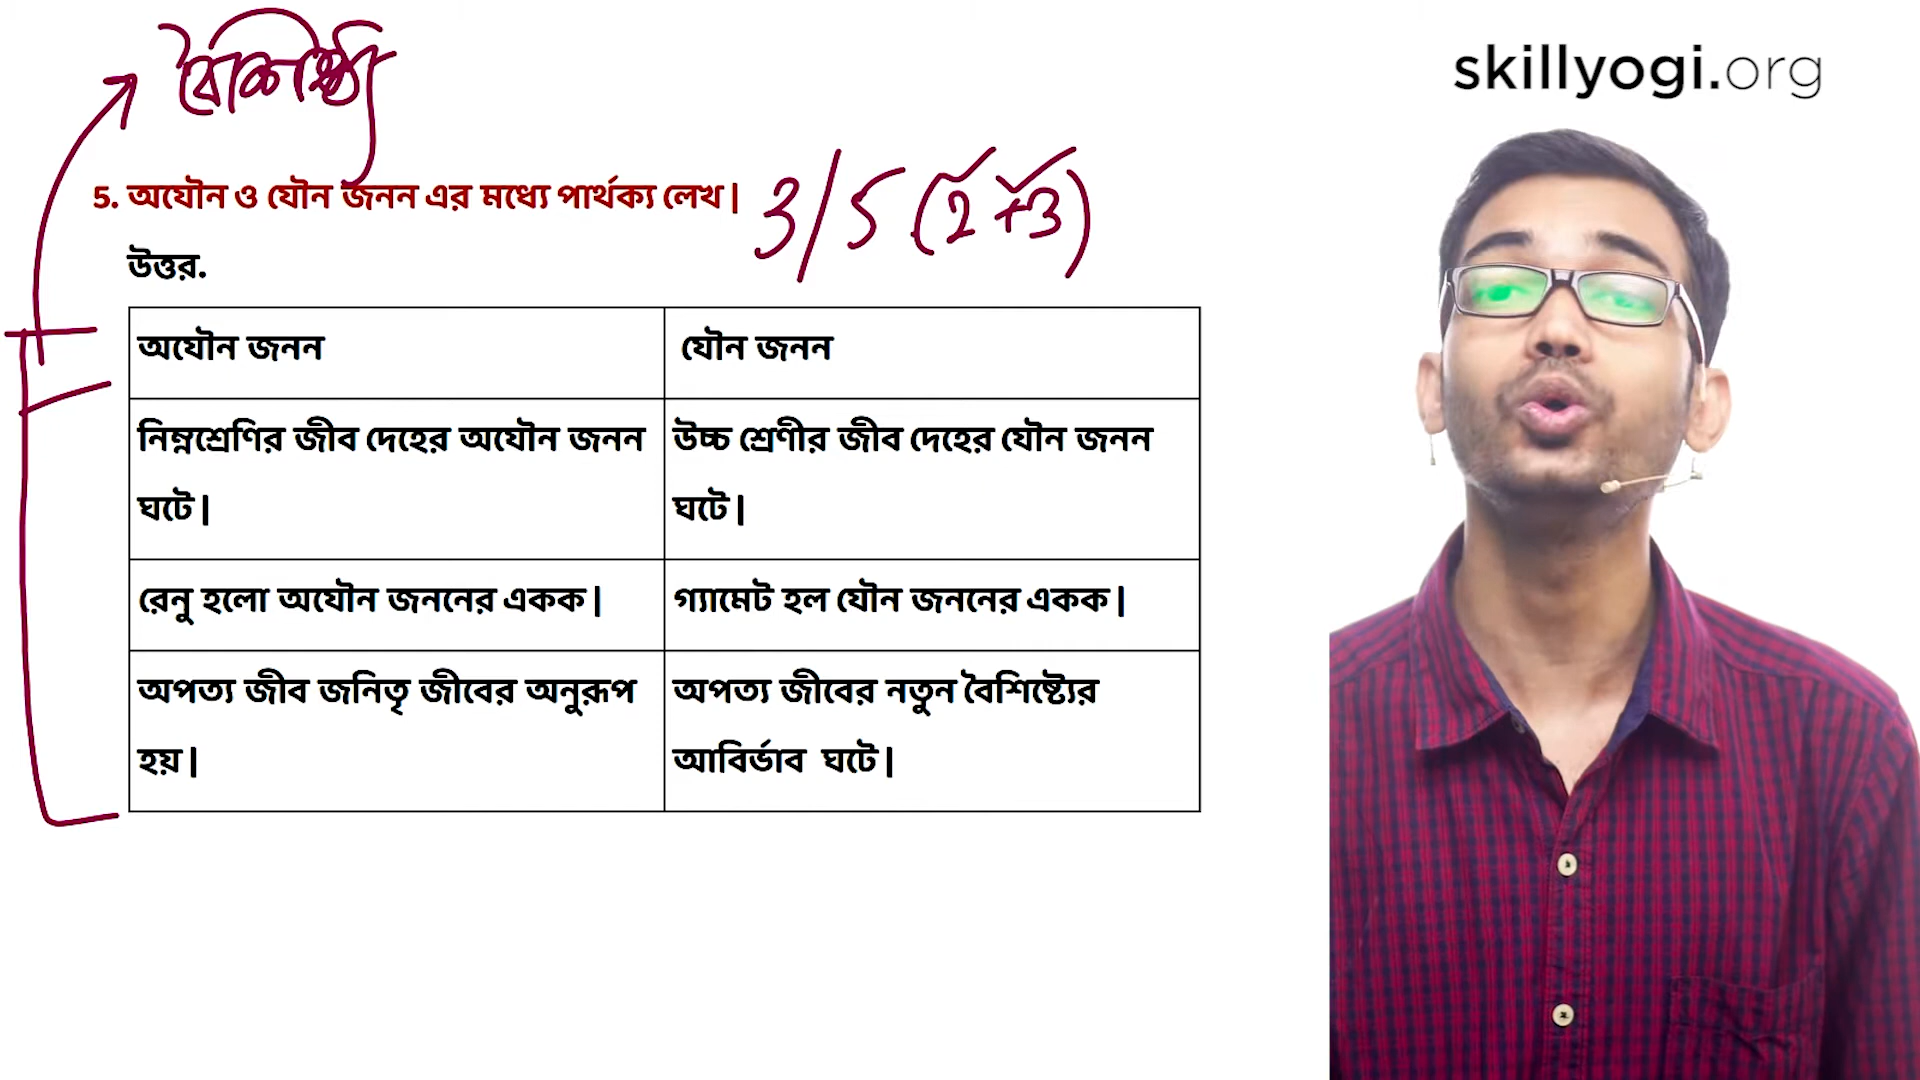 বৈশিষ্ট্য
skillyogi.org
5. অযৌন ও যৌন জনন এর মধ্যে পার্থক্য লেখ|
3/5 (2+3)
উত্তর.
অযৌন জনন
যৌন জনন
নিম্নশ্রেণির জীব দেহের অযৌন জনন
ঘটে|
উচ্চ শ্রেণীর জীব দেহের যৌন জনন
ঘটে|
রেনু হলো অযৌন জননের একক|
গ্যামেট হল যৌন জননের একক|
অপত্য জীব জনিতৃ জীবের অনুরূপ
হয়|
অপত্য জীবের নতুন বৈশিষ্ট্যের
আবির্ভাব ঘটে|